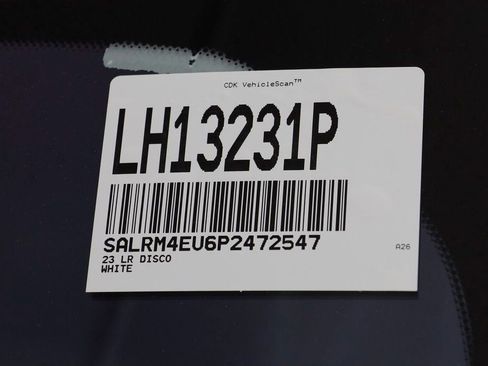 CDK VehicleScan™
LH13231P
SALRM4EU6P2472547
23 LR DISCO
WHITE
A26